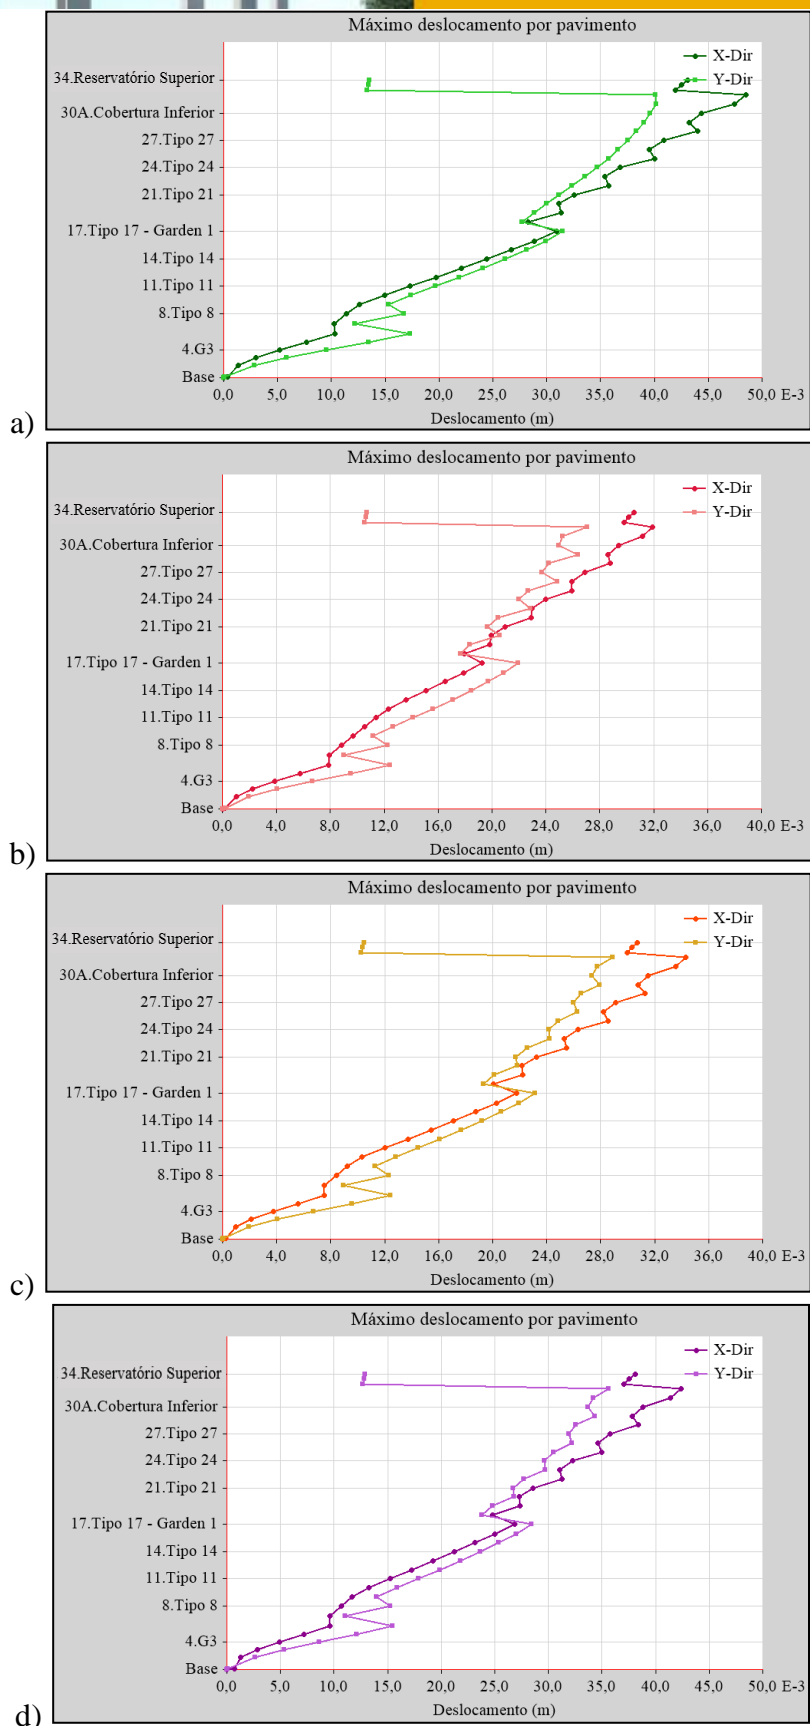 Máximo deslocamento por pavimento
X-Dir
Y-Dir
34.Reservatório Superior
30A.Cobertura Inferior
27.Tipo 27
24.Tipo 24
21.Tipo 21
17.Tipo 17 - Garden 1
14.Tipo 14
11.Tipo 11
8.Tipo 8
4.G3
Base
0,0 5,0 10,0 15,0 20,0 25,0 30,0 35,0 40,0 45,0 50,0 E-3
Deslocamento (m)
a)
Máximo deslocamento por pavimento
X-Dir
Y-Dir
34.Reservatório Superior
30A.Cobertura Inferior
27.Tipo 27
24.Tipo 24
21.Tipo 21
17.Tipo 17 - Garden 1
14.Tipo 14
11.Tipo 11
8.Tipo 8
4.G3
Base
0,0 4,0 8,0 12,0 16,0 20,0 24,0 28,0 32,0 36,0 40,0 E-3
Deslocamento (m)
b)
Máximo deslocamento por pavimento
X-Dir
Y-Dir
34.Reservatório Superior
30A.Cobertura Inferior
27.Tipo 27
24.Tipo 24
21.Tipo 21
17.Tipo 17 - Garden 1
14.Tipo 14
11.Tipo 11
8.Tipo 8
4.G3
Base
0,0 4,0 8,0 12,0 16,0 20,0 24,0 28,0 32,0 36,0 40,0 E-3
Deslocamento (m)
c)
Máximo deslocamento por pavimento
X-Dir
Y-Dir
34.Reservatório Superior
30A.Cobertura Inferior
27.Tipo 27
24.Tipo 24
21.Tipo 21
17.Tipo 17 - Garden 1
14.Tipo 14
11.Tipo 11
8.Tipo 8
4.G3
Base
0,0 5,0 10,0 15,0 20,0 25,0 30,0 35,0 40,0 45,0 50,0 E-3
Deslocamento (m)
d)